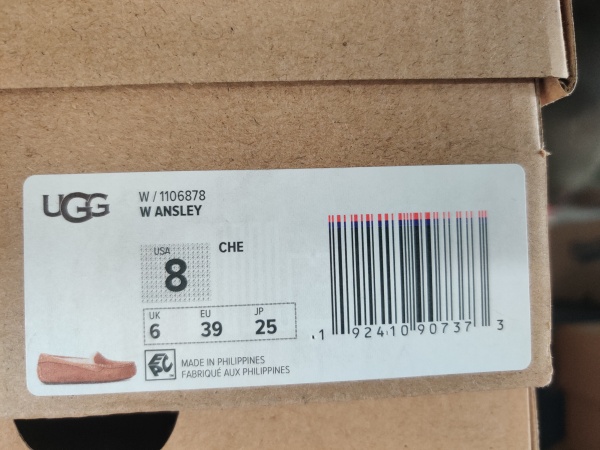 UGG
W / 1106878
W ANSLEY
USA
8
CHE
UK EU JP
6 39 25
1 92410 90737 3
EPC
MADE IN PHILIPPINES
FABRIQUÉ AUX PHILIPPINES